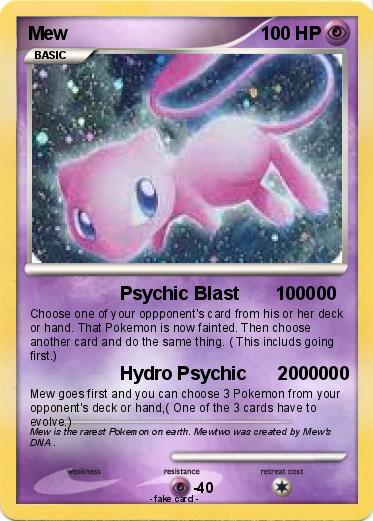 Mew 100 HP
BASIC
Psychic Blast 100000
Choose one of your oppponent's card from his or her deck
or hand. That Pokemon is now fainted. Then choose
another card and do the same thing. ( This includs going
first.)
Hydro Psychic 2000000
Mew goes first and you can choose 3 Pokemon from your
opponent's deck or hand,( One of the 3 cards have to
evolve.)
Mew is the rarest Pokemon on earth. Mewtwo was created by Mew's
DNA .
weakness resistance retreat cost
-40
- fake card -